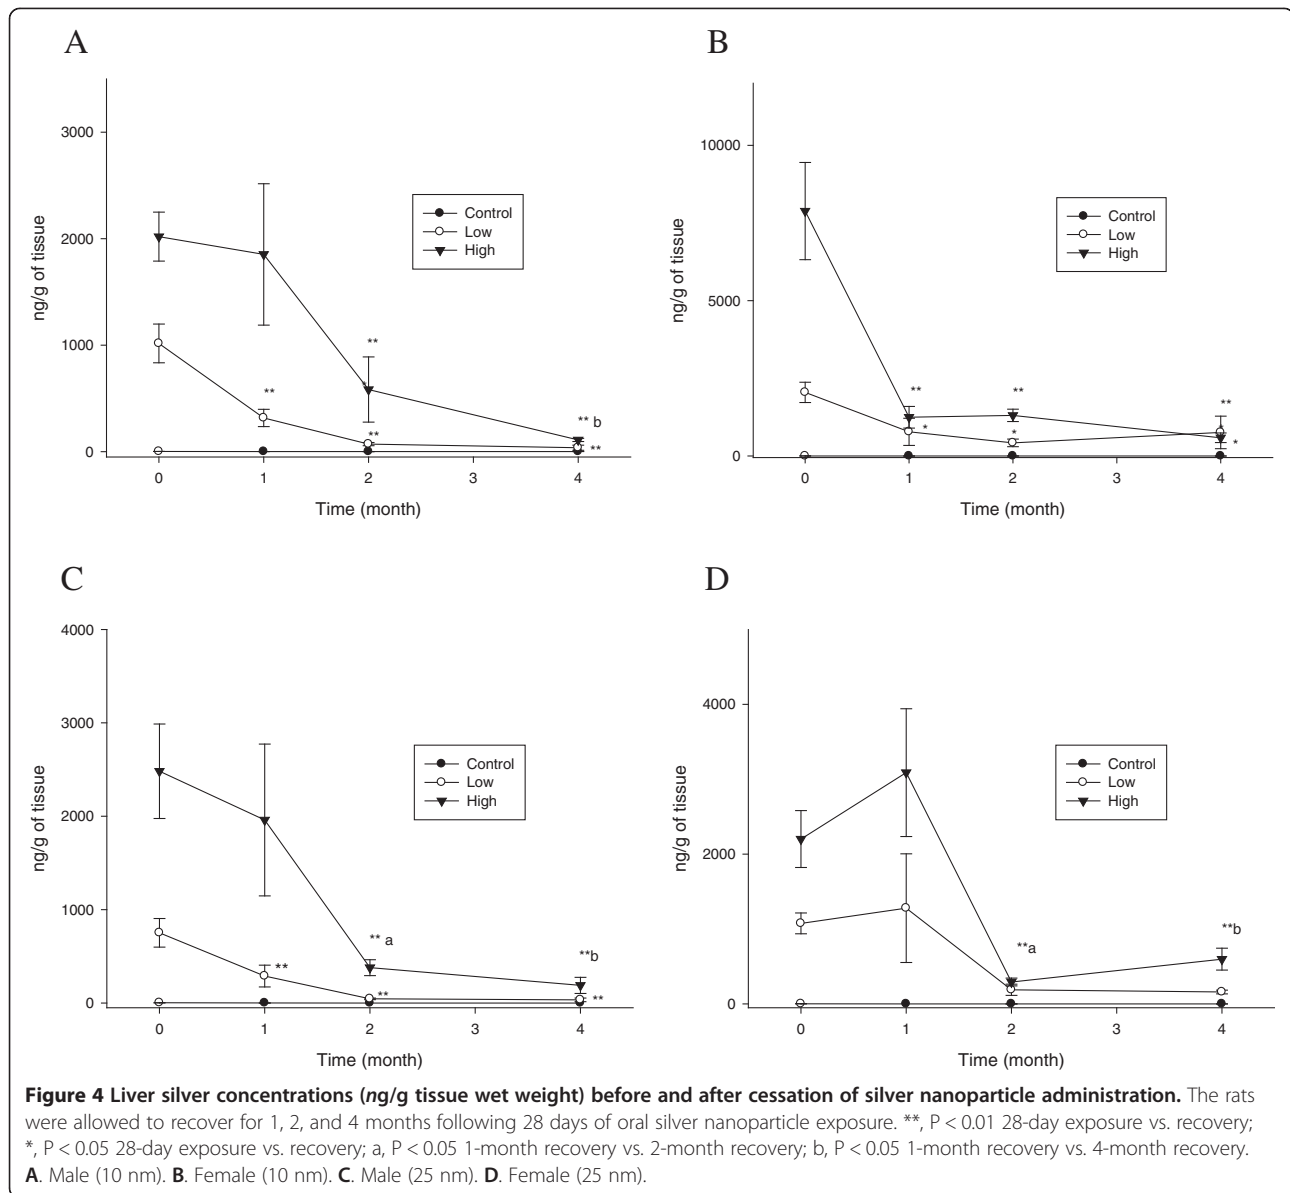 A
3000
2000
1000
0
ng/g of tissue
Control
Low
High
**
**
**
** b
**
0 1 2 3 4
Time (month)
B
10000
5000
0
ng/g of tissue
Control
Low
High
**
*
**
*
**
*
*
0 1 2 3 4
Time (month)
C
4000
3000
2000
1000
0
ng/g of tissue
Control
Low
High
**
** a
**
**b
**
0 1 2 3 4
Time (month)
D
4000
2000
0
ng/g of tissue
Control
Low
High
**a
**b
0 1 2 3 4
Time (month)
Figure 4 Liver silver concentrations (ng/g tissue wet weight) before and after cessation of silver nanoparticle administration. The rats
were allowed to recover for 1, 2, and 4 months following 28 days of oral silver nanoparticle exposure. **, P < 0.01 28-day exposure vs. recovery;
*, P < 0.05 28-day exposure vs. recovery; a, P < 0.05 1-month recovery vs. 2-month recovery; b, P < 0.05 1-month recovery vs. 4-month recovery.
A. Male (10 nm). B. Female (10 nm). C. Male (25 nm). D. Female (25 nm).